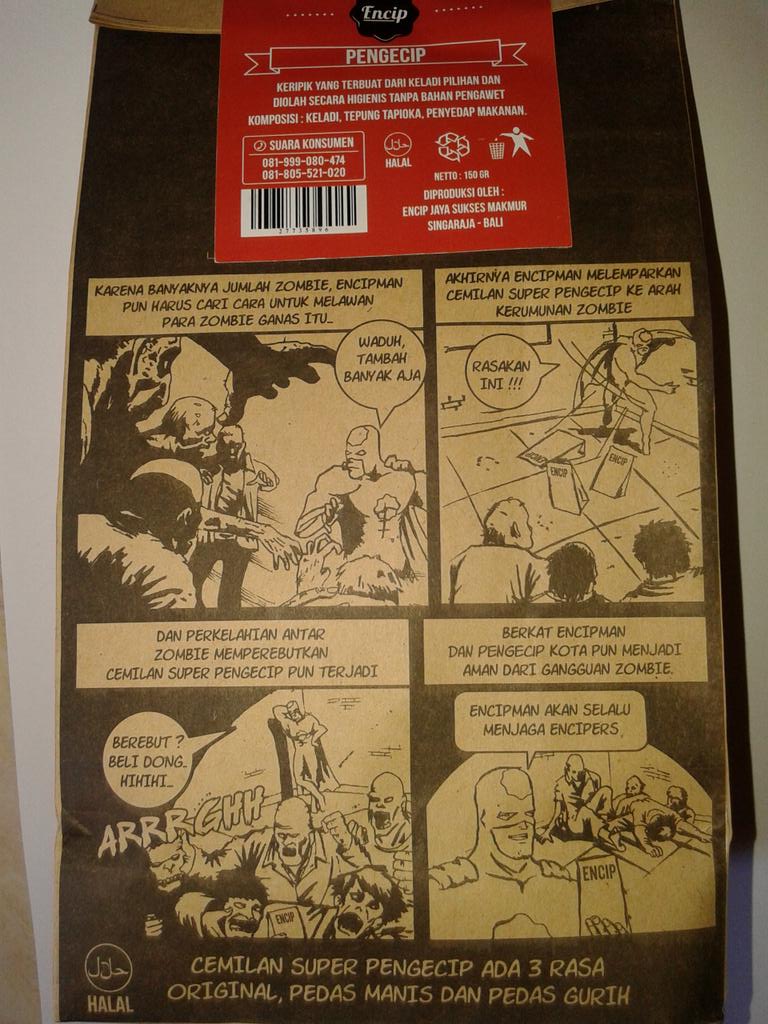 Encip
PENGECIP
KERIPIK YANG TERBUAT DARI KELADI PILIHAN DAN
DIOLAH SECARA HIGIENIS TANPA BAHAN PENGAWET
KOMPOSISI : KELADI, TEPUNG TAPIOKA, PENYEDAP MAKANAN.
SUARA KONSUMEN
081-999-080-474
081-805-521-020
حلال
HALAL
NETTO : 150 GR
DIPRODUKSI OLEH :
ENCIP JAYA SUKSES MAKMUR
SINGARAJA - BALI
27735896
KARENA BANYAKNYA JUMLAH ZOMBIE, ENCIPMAN
PUN HARUS CARI CARA UNTUK MELAWAN
PARA ZOMBIE GANAS ITU...
WADUH,
TAMBAH
BANYAK AJA
AKHIRNYA ENCIPMAN MELEMPARKAN
CEMILAN SUPER PENGECIP KE ARAH
KERUMUNAN ZOMBIE
RASAKAN
INI !!!
ENCIP
ENCIP
DAN PERKELAHIAN ANTAR
ZOMBIE MEMPEREBUTKAN
CEMILAN SUPER PENGECIP PUN TERJADI
BEREBUT ?
BELI DONG...
HIHIHI...
ARRRGHH
ENCIP
BERKAT ENCIPMAN
DAN PENGECIP KOTA PUN MENJADI
AMAN DARI GANGGUAN ZOMBIE.
ENCIPMAN AKAN SELALU
MENJAGA ENCIPERS,
ENCIP
حلال
HALAL
CEMILAN SUPER PENGECIP ADA 3 RASA
ORIGINAL, PEDAS MANIS DAN PEDAS GURIH